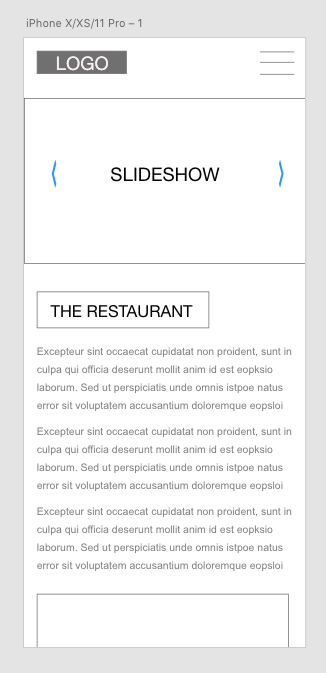 iPhone X/XS/11 Pro – 1
LOGO
SLIDESHOW
THE RESTAURANT
Excepteur sint occaecat cupidatat non proident, sunt in
culpa qui officia deserunt mollit anim id est eopksio
laborum. Sed ut perspiciatis unde omnis istpoe natus
error sit voluptatem accusantium doloremque eopsloi
Excepteur sint occaecat cupidatat non proident, sunt in
culpa qui officia deserunt mollit anim id est eopksio
laborum. Sed ut perspiciatis unde omnis istpoe natus
error sit voluptatem accusantium doloremque eopsloi
Excepteur sint occaecat cupidatat non proident, sunt in
culpa qui officia deserunt mollit anim id est eopksio
laborum. Sed ut perspiciatis unde omnis istpoe natus
error sit voluptatem accusantium doloremque eopsloi